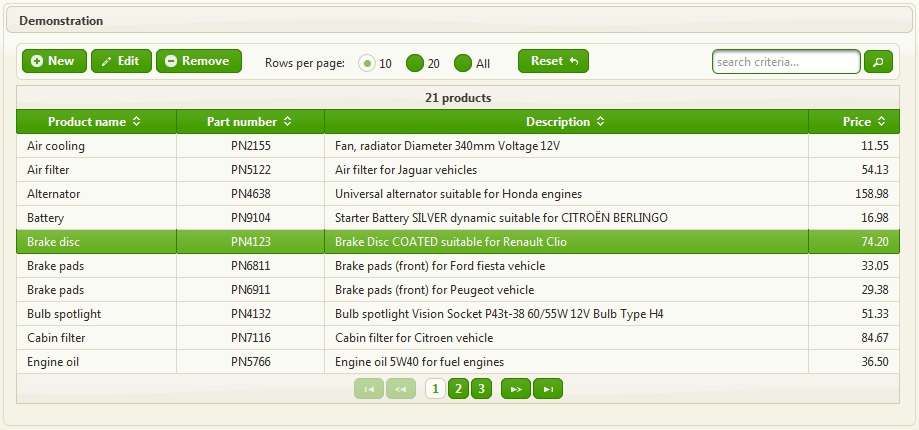 Demonstration
New Edit Remove Rows per page: 10 20 All Reset search criteria...
21 products
Product name Part number Description Price
Air cooling PN2155 Fan, radiator Diameter 340mm Voltage 12V 11.55
Air filter PN5122 Air filter for Jaguar vehicles 54.13
Alternator PN4638 Universal alternator suitable for Honda engines 158.98
Battery PN9104 Starter Battery SILVER dynamic suitable for CITROËN BERLINGO 16.98
Brake disc PN4123 Brake Disc COATED suitable for Renault Clio 74.20
Brake pads PN6811 Brake pads (front) for Ford fiesta vehicle 33.05
Brake pads PN6911 Brake pads (front) for Peugeot vehicle 29.38
Bulb spotlight PN4132 Bulb spotlight Vision Socket P43t-38 60/55W 12V Bulb Type H4 51.33
Cabin filter PN7116 Cabin filter for Citroen vehicle 84.67
Engine oil PN5766 Engine oil 5W40 for fuel engines 36.50
1 2 3